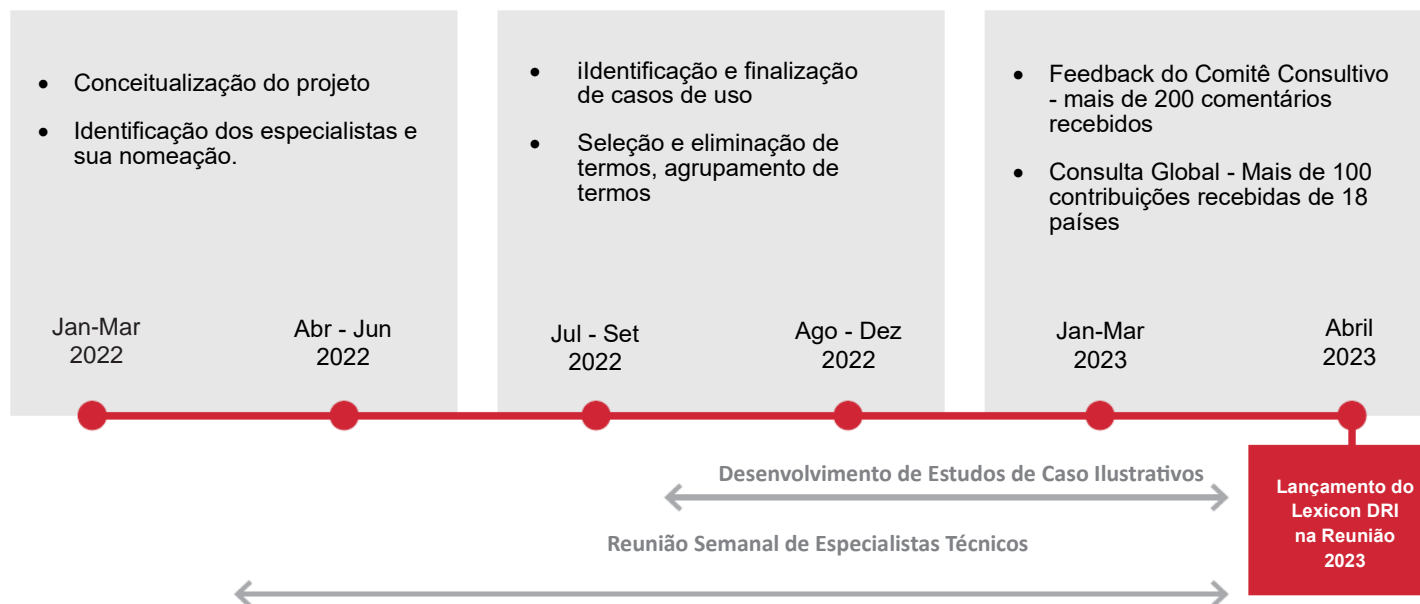 • Conceitualização do projeto
• Identificação dos especialistas e
sua nomeação.
Jan-Mar
2022
Abr - Jun
2022
• iIdentificação e finalização
de casos de uso
• Seleção e eliminação de
termos, agrupamento de
termos
Jul - Set
2022
Ago - Dez
2022
• Feedback do Comitê Consultivo
- mais de 200 comentários
recebidos
• Consulta Global - Mais de 100
contribuições recebidas de 18
países
Jan-Mar
2023
Abril
2023
Desenvolvimento de Estudos de Caso Ilustrativos
Reunião Semanal de Especialistas Técnicos
Lançamento do
Lexicon DRI
na Reunião
2023